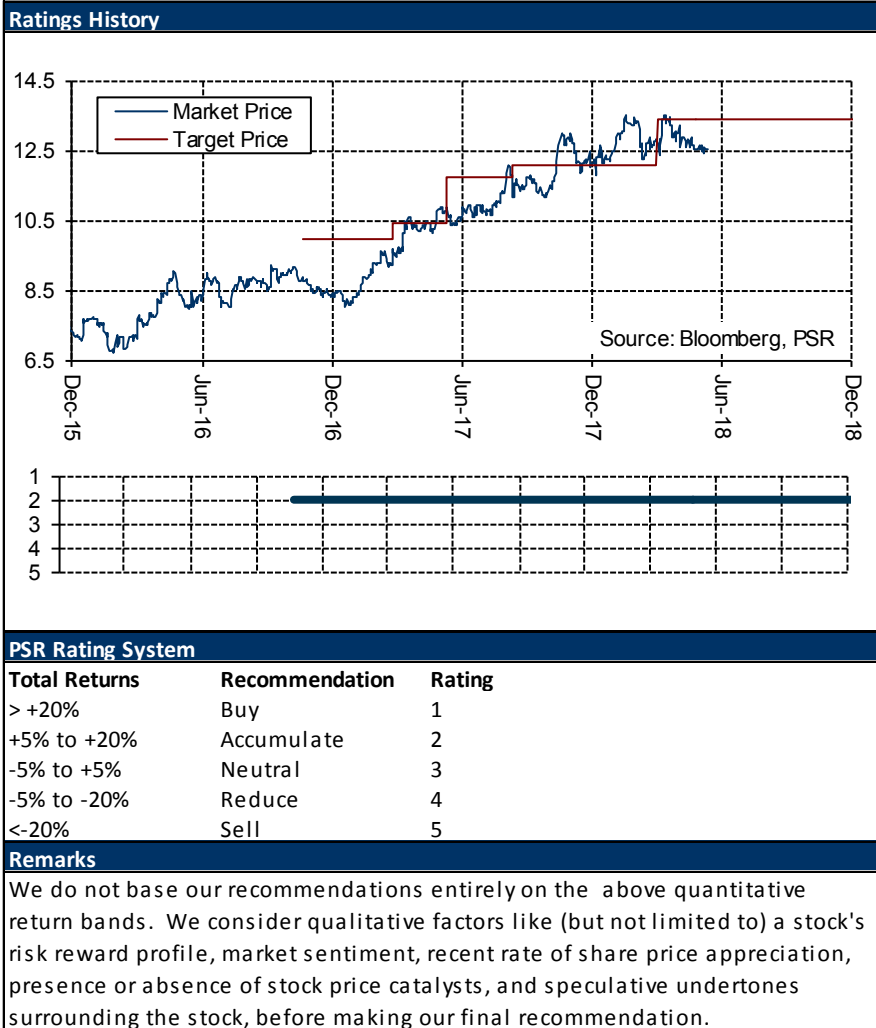 Ratings History
14.5
Market Price
Target Price
12.5
10.5
8.5
Source: Bloomberg, PSR
6.5
Dec-15
Jun-16
Dec-16
Jun-17
Dec-17
Jun-18
Dec-18
1
2
3
4
5
PSR Rating System
Total Returns Recommendation Rating
> +20% Buy 1
+5% to +20% Accumulate 2
-5% to +5% Neutral 3
-5% to -20% Reduce 4
<-20% Sell 5
Remarks
We do not base our recommendations entirely on the above quantitative
return bands. We consider qualitative factors like (but not limited to) a stock's
risk reward profile, market sentiment, recent rate of share price appreciation,
presence or absence of stock price catalysts, and speculative undertones
surrounding the stock, before making our final recommendation.